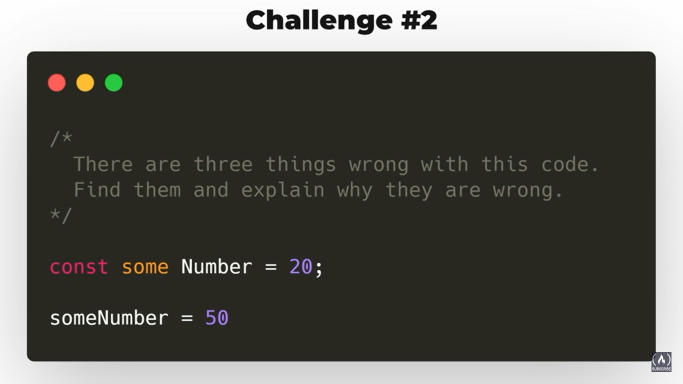 Challenge #2
/*
There are three things wrong with this code.
Find them and explain why they are wrong.
*/
const some Number = 20;
someNumber = 50
SUBSCRIBE